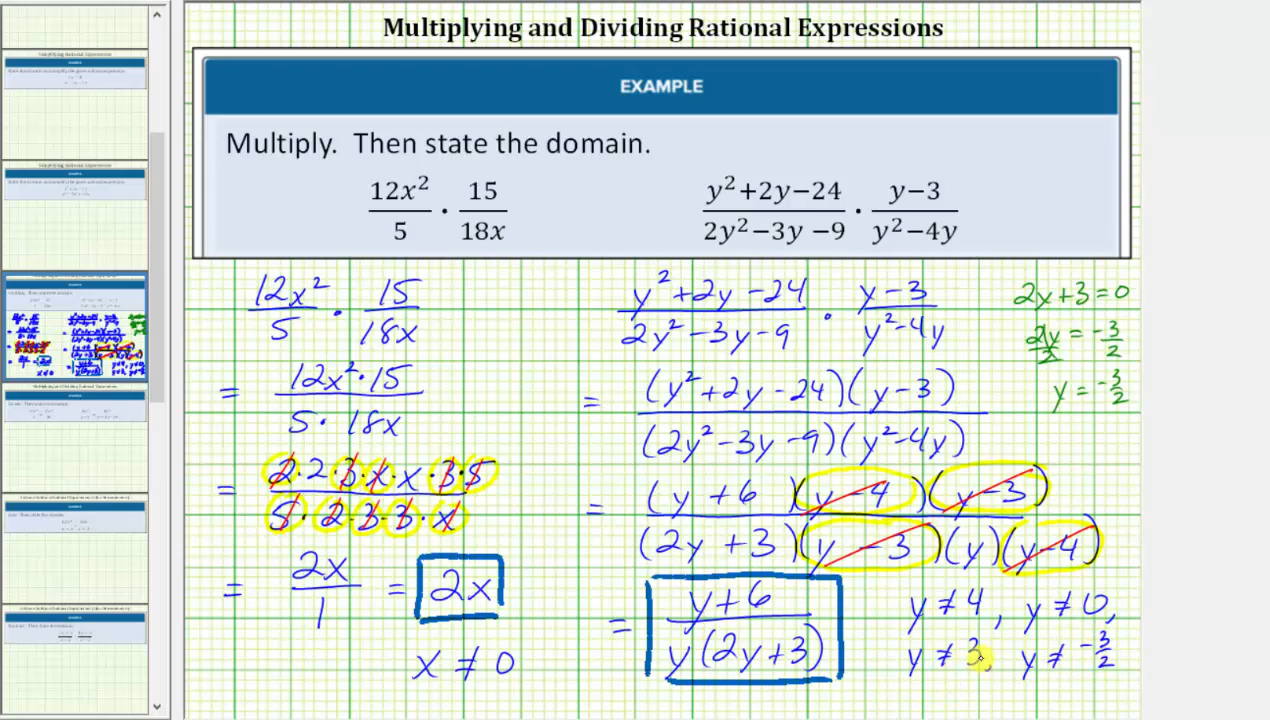 Multiplying and Dividing Rational Expressions
EXAMPLE
Multiply. Then state the domain.
12x²/5 · 15/18x
y²+2y−24/2y²−3y −9 · y−3/y²−4y
12x²/5 · 15/18x
= 12x²·15/5 · 18x
= 2·2·3·x·x·3·5/5·2·3·3·x
= 2x/1 = 2x
x ≠ 0
y²+2y−24/2y²−3y−9 · y−3/y²−4y
= (y²+2y−24)(y−3)/(2y²−3y−9)(y²−4y)
= (y+6)(y−4)(y−3)/(2y+3)(y−3)(y)(y−4)
= y+6/y(2y+3)
y ≠ 4, y ≠ 0,
y ≠ 3, y ≠ -3/2
2y+3=0
2y/2 = -3/2
y = -3/2